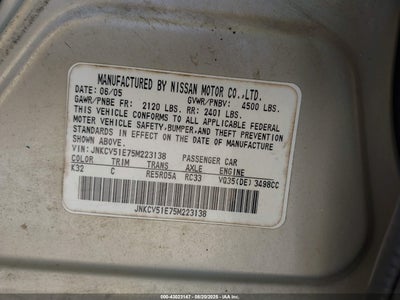 MANUFACTURED BY NISSAN MOTOR CO.,LTD.
DATE: 06/05 GVWR/PNBV: 4500 LBS.
GAWR/PNBE FR: 2120 LBS. RR: 2401 LBS.
THIS VEHICLE CONFORMS TO ALL APPLICABLE FEDERAL
MOTOR VEHICLE SAFETY, BUMPER, AND THEFT PREVENTION
STANDARDS IN EFFECT ON THE DATE OF MANUFACTURE
SHOWN ABOVE.
VIN: JNKCV51E75M223138 PASSENGER CAR
COLOR TRIM TRANS AXLE ENGINE
K32 C RE5R05A RC33 VQ35(DE) 3498CC
JNKCV51E75M223138
000-43023147 - 08/20/2025 - IAAI.COM